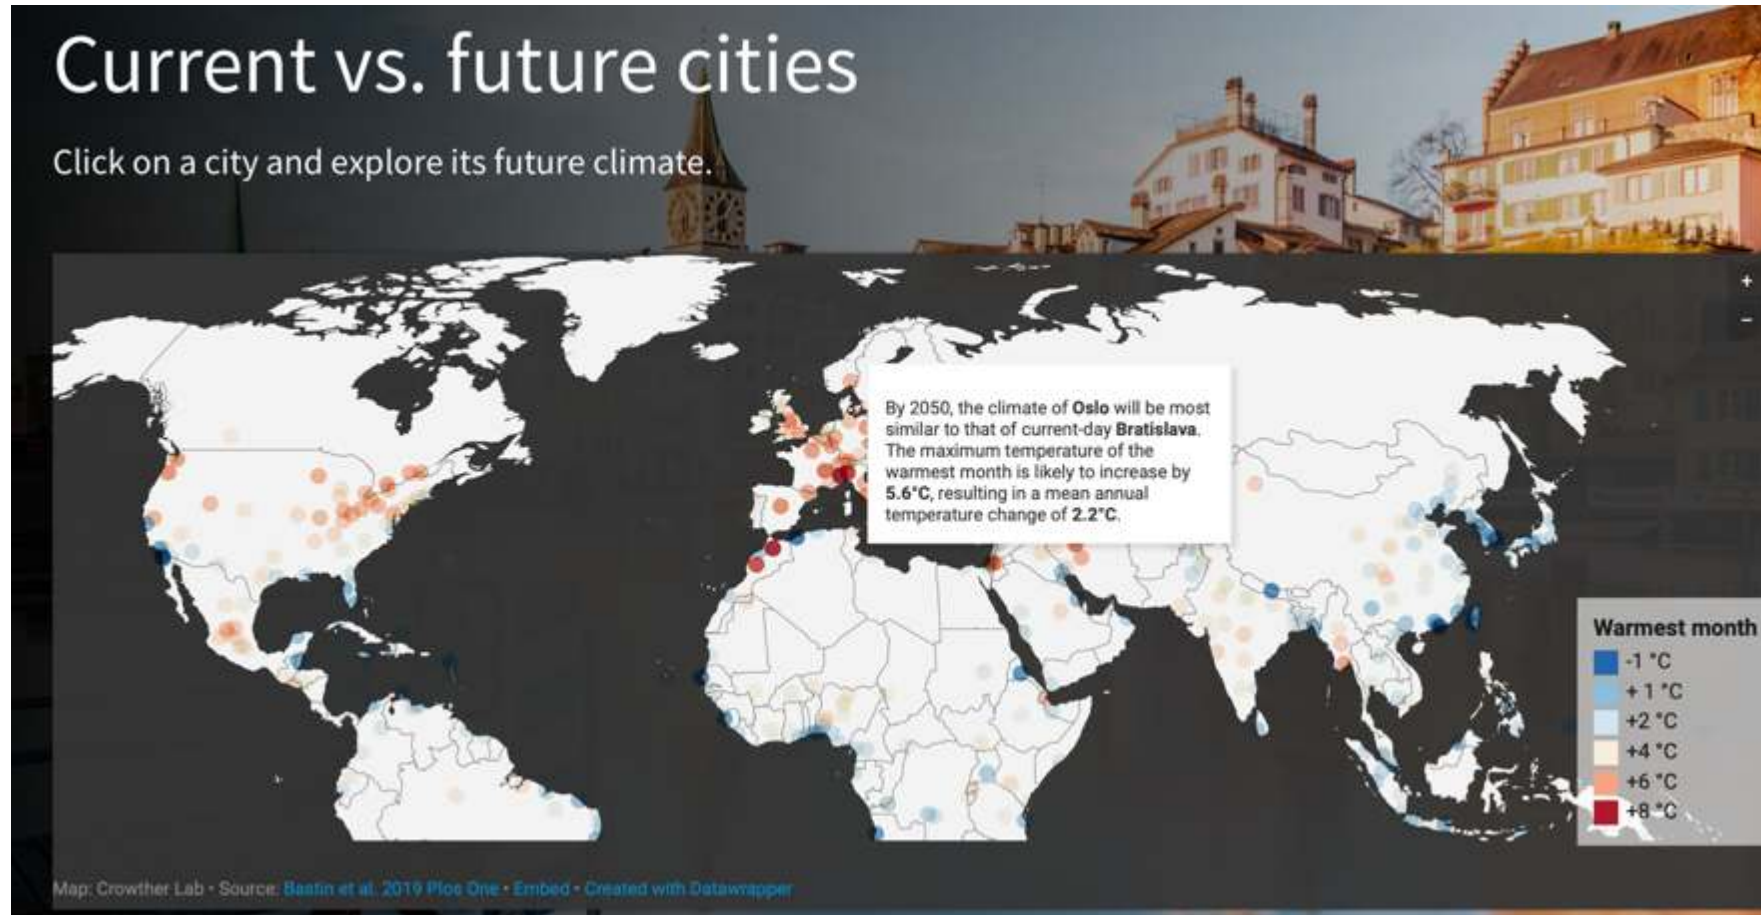 Current vs. future cities
Click on a city and explore its future climate.
+
−
By 2050, the climate of Oslo will be most
similar to that of current-day Bratislava.
The maximum temperature of the
warmest month is likely to increase by
5.6°C, resulting in a mean annual
temperature change of 2.2°C.
Warmest month
-1 °C
+ 1 °C
+2 °C
+4 °C
+6 °C
+8 °C
Map: Crowther Lab • Source: Bastin et al. 2019 Plos One • Embed • Created with Datawrapper